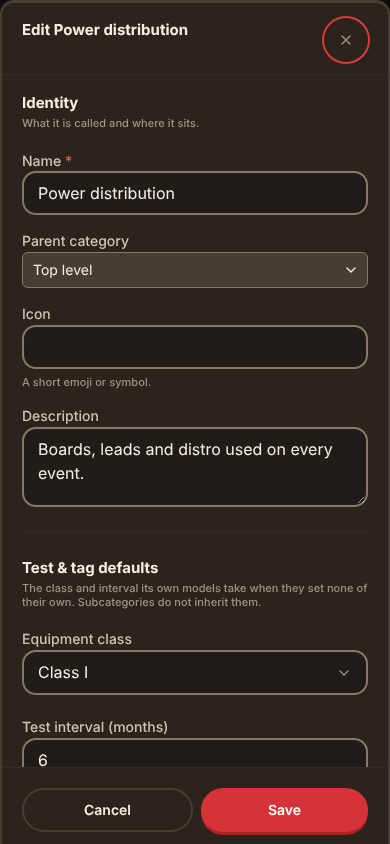 Edit Power distribution
Identity
What it is called and where it sits.
Name *
Power distribution
Parent category
Top level
Icon
A short emoji or symbol.
Description
Boards, leads and distro used on every
event.
Test & tag defaults
The class and interval its own models take when they set none of
their own. Subcategories do not inherit them.
Equipment class
Class I
Test interval (months)
6
Cancel
Save